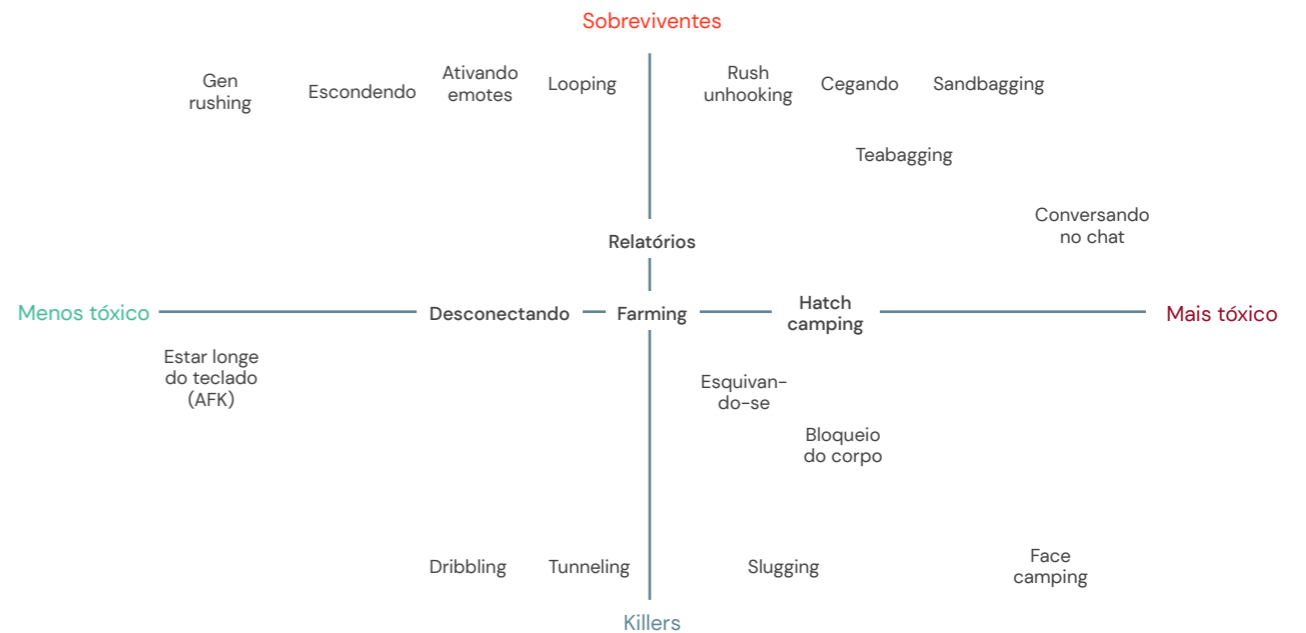 Sobreviventes
Gen
rushing
Escondendo
Ativando
emotes
Looping
Rush
unhooking
Cegando
Sandbagging
Teabagging
Conversando
no chat
Relatórios
Menos tóxico
Desconectando
Farming
Hatch
camping
Mais tóxico
Estar longe
do teclado
(AFK)
Esquivan-
do-se
Bloqueio
do corpo
Dribbling
Tunneling
Slugging
Face
camping
Killers